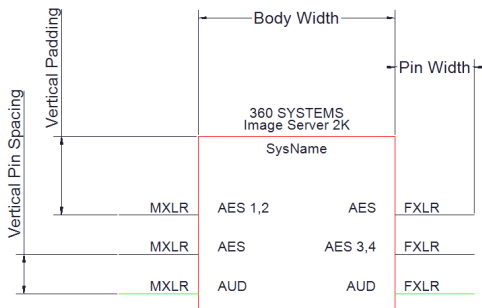 Body Width
Pin Width
Vertical Padding
Vertical Pin Spacing
360 SYSTEMS
Image Server 2K
SysName
MXLR AES 1,2 AES FXLR
MXLR AES AES 3,4 FXLR
MXLR AUD AUD FXLR